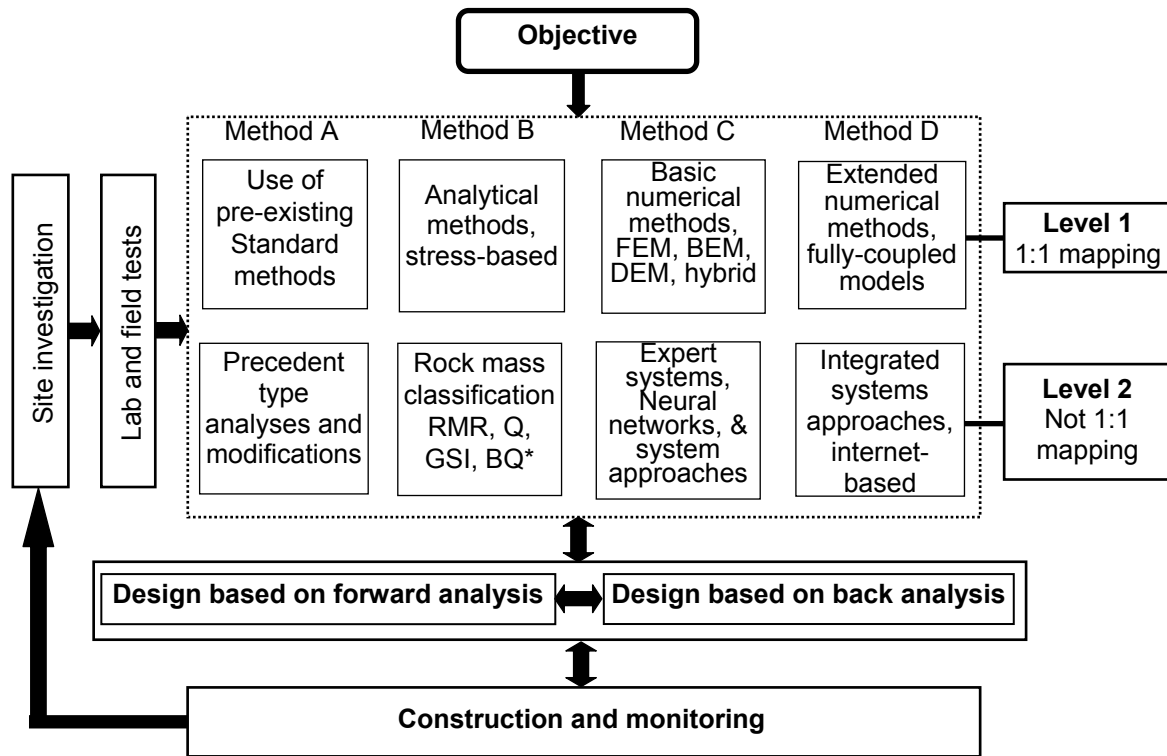 Objective
Method A
Method B
Method C
Method D
Use of
pre-existing
Standard
methods
Analytical
methods,
stress-based
Basic
numerical
methods,
FEM, BEM,
DEM, hybrid
Extended
numerical
methods,
fully-coupled
models
Level 1
1:1 mapping
Site investigation
Lab and field tests
Precedent
type
analyses and
modifications
Rock mass
classification
RMR, Q,
GSI, BQ*
Expert
systems,
Neural
networks, &
system
approaches
Integrated
systems
approaches,
internet-
based
Level 2
Not 1:1
mapping
Design based on forward analysis
Design based on back analysis
Construction and monitoring